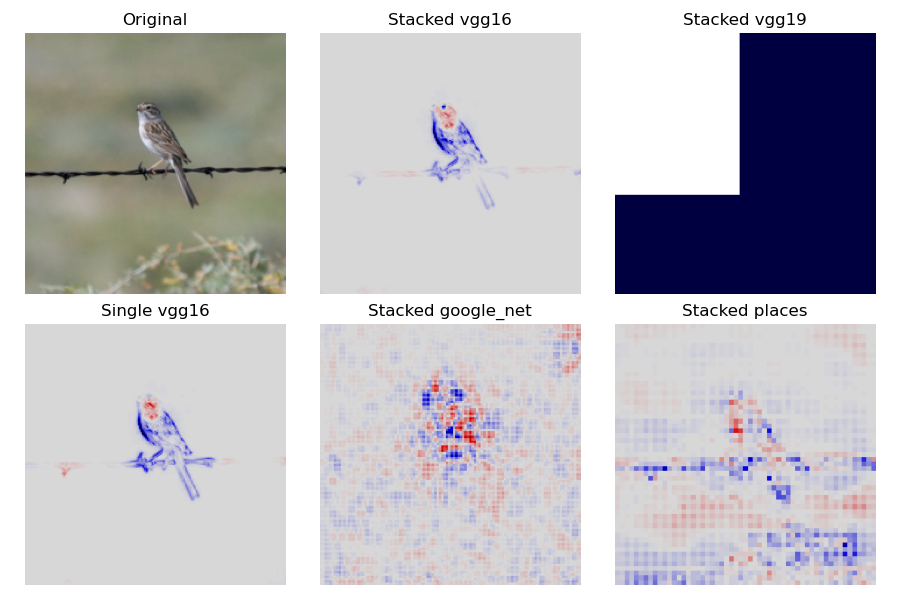 Original
Stacked vgg16
Stacked vgg19
Single vgg16
Stacked google_net
Stacked places